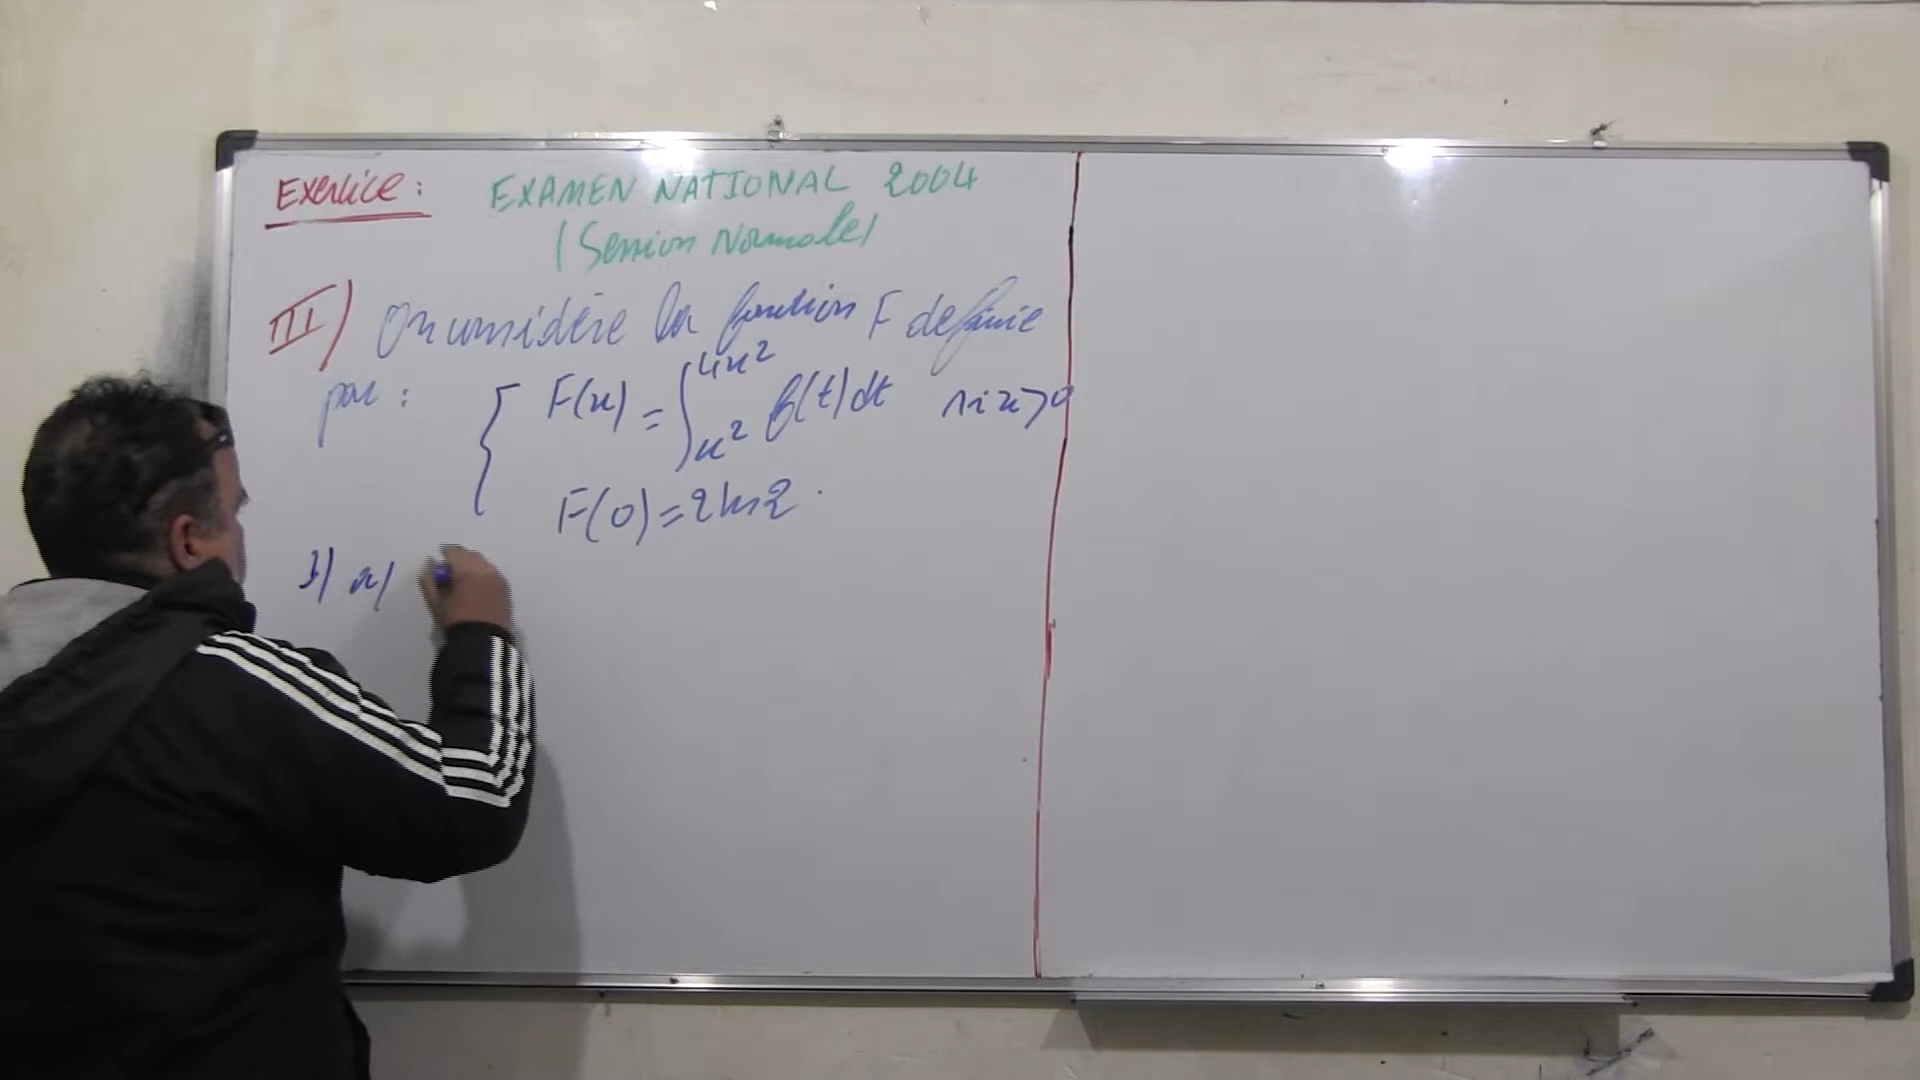 Exercice : EXAMEN NATIONAL 2004
(Session Normale)
III) On considère la fonction F définie
par : { F(x) = ∫_{x²}^{4x²} f(t)dt si x>0
F(0) = 2ln2.
1) a)